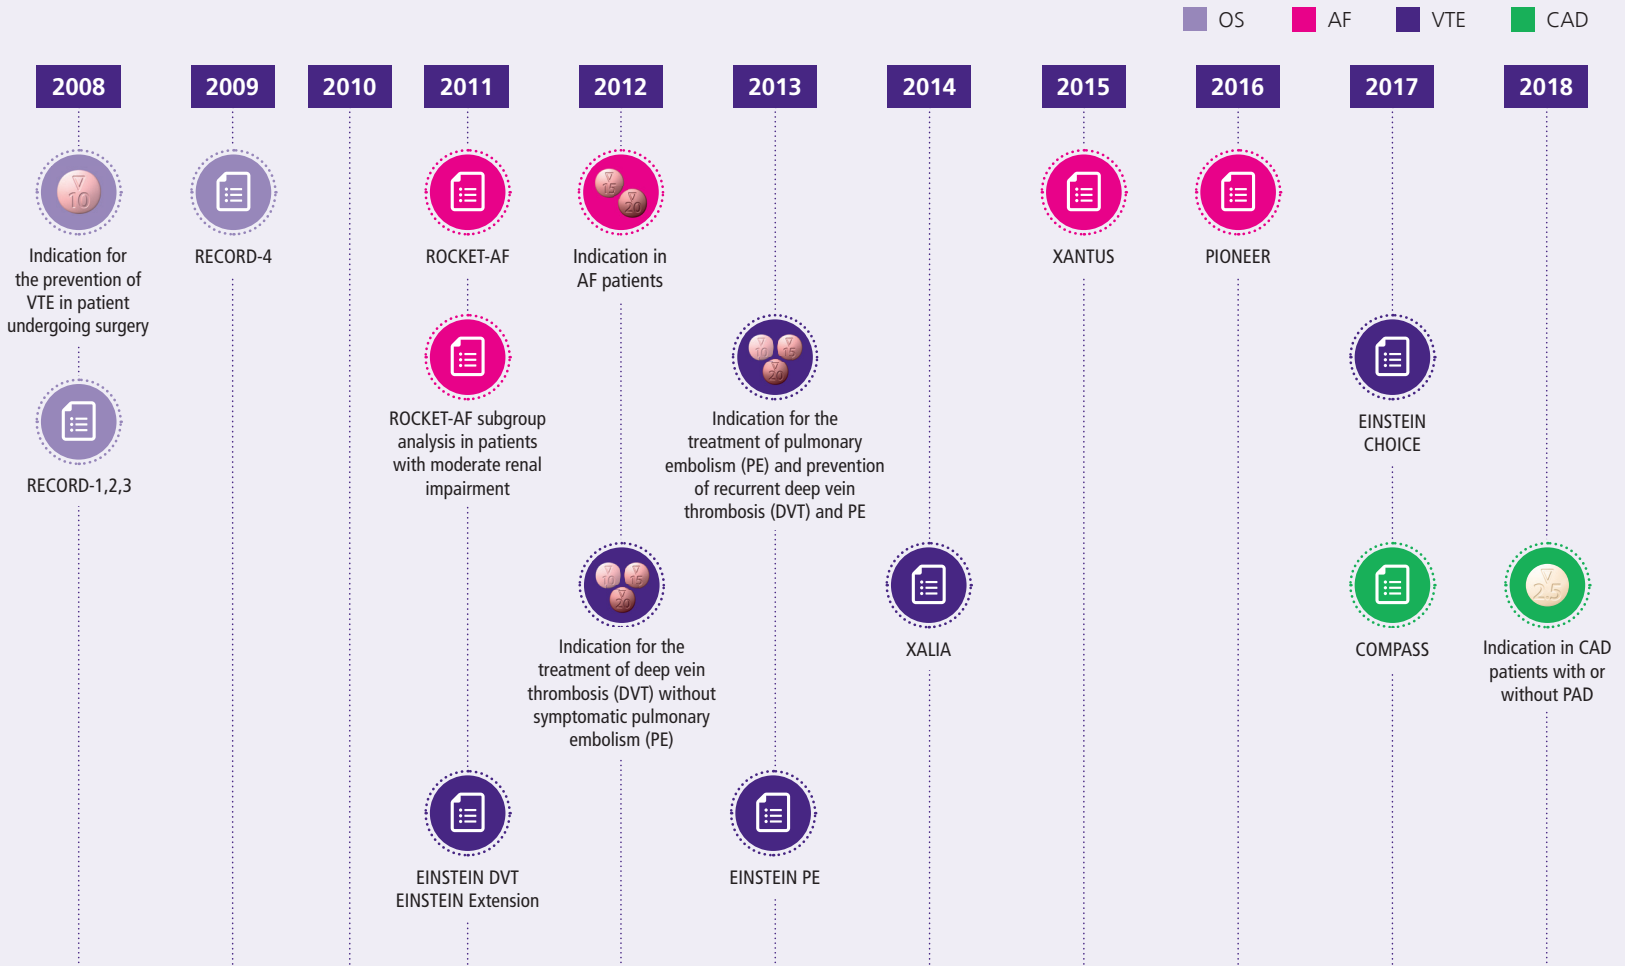 OS
AF
VTE
CAD
2008
2009
2010
2011
2012
2013
2014
2015
2016
2017
2018
10
Indication for
the prevention of
VTE in patient
undergoing surgery
RECORD-1,2,3
RECORD-4
ROCKET-AF
ROCKET-AF subgroup
analysis in patients
with moderate renal
impairment
EINSTEIN DVT
EINSTEIN Extension
15
20
Indication in
AF patients
10
15
20
Indication for the
treatment of deep vein
thrombosis (DVT) without
symptomatic pulmonary
embolism (PE)
10
15
20
Indication for the
treatment of pulmonary
embolism (PE) and prevention
of recurrent deep vein
thrombosis (DVT) and PE
EINSTEIN PE
XALIA
XANTUS
PIONEER
EINSTEIN
CHOICE
COMPASS
2.5
Indication in CAD
patients with or
without PAD